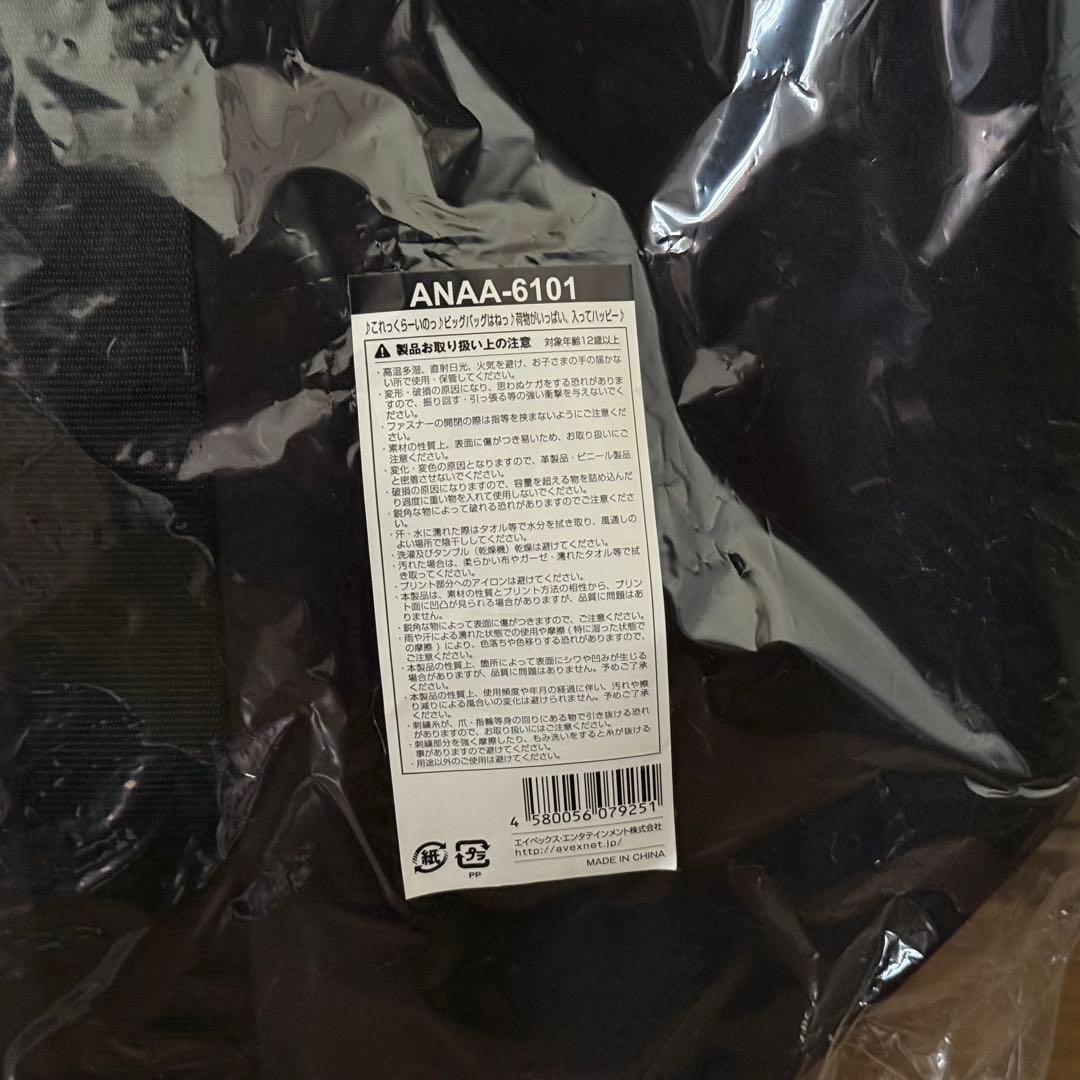 ANAA-6101
♪これっくらーいのっ♪ビッグバッグはねっ♪荷物がいっぱい、入ってハッピー♪
製品お取り扱い上の注意 対象年齢12歳以上
・高温多湿、直射日光、火気を避け、お子さまの手の届かな
い所で使用・保管してください。
・変形・破損の原因になり、思わぬケガをする恐れがありま
すので、振り回す・引っ張る等の強い衝撃を与えないでく
ださい。
・ファスナーの開閉の際は指等を挟まないようにご注意くだ
さい。
・素材の性質上、表面に傷がつき易いため、お取り扱いにご
注意ください。
・変化・変色の原因となりますので、革製品・ビニール製品
と密着させないでください。
・破損の原因になりますので、容量を超える物を詰め込んだ
り過度に重い物を入れて使用しないでください。
・鋭角な物によって破れる恐れがありますのでご注意くださ
い。
・汗・水に濡れた際はタオル等で水分を拭き取り、風通しの
よい場所で陰干ししてください。
・洗濯及びタンブル（乾燥機）乾燥は避けてください。
・汚れた場合は、柔らかい布やガーゼ・濡れたタオル等で拭
き取ってください。
・プリント部分へのアイロンは避けてください。
・本製品は、素材の性質とプリント方法の相性から、プリン
ト面に凹凸が見られる場合がありますが、品質に問題はあ
りません。
・鋭角な物によって表面に傷がつきますので、ご注意ください。
・雨や汗による濡れた状態での使用や摩擦(特に湿った状態で
の摩擦)により、色落ちや色移りする恐れがありますので、
ご注意ください。
・本製品の性質上、箇所によって表面にシワや凹みが生じる
場合がありますが、品質に問題はありません。予めご了承
ください。
・本製品の性質上、使用頻度や年月の経過に伴い、汚れや擦
り減りによる風合いの変化は避けられません。予めご了承
ください。
・刺繍糸が、爪・指輪等身の回りにある物で引き抜ける恐れ
がありますので、お取り扱いにはご注意ください。
・刺繍部分を強く摩擦したり、もみ洗いをすると糸が抜ける
事がありますので避けてください。
・用途以外のご使用は避けてください。
4 580056 079251
エイベックス・エンタテインメント株式会社
http://avexnet.jp/
紙 プラ
PP
MADE IN CHINA